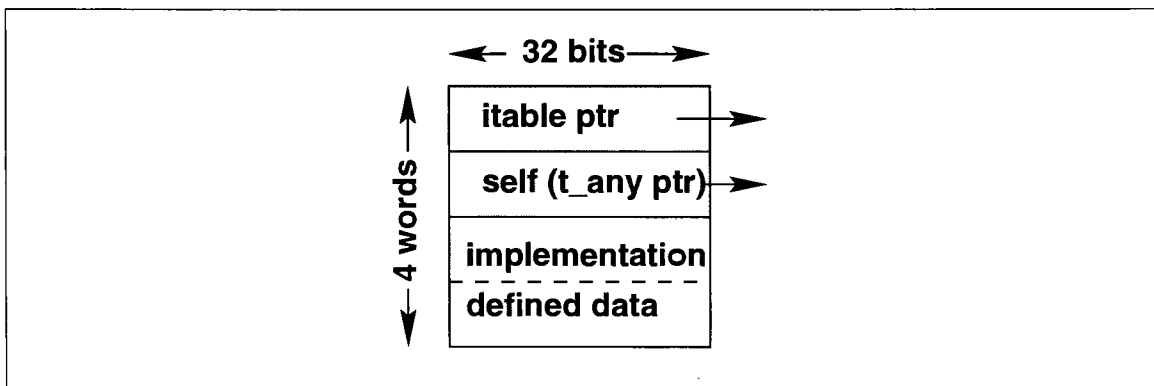 32 bits
itable ptr
self (t_any ptr)
4 words
implementation
defined data